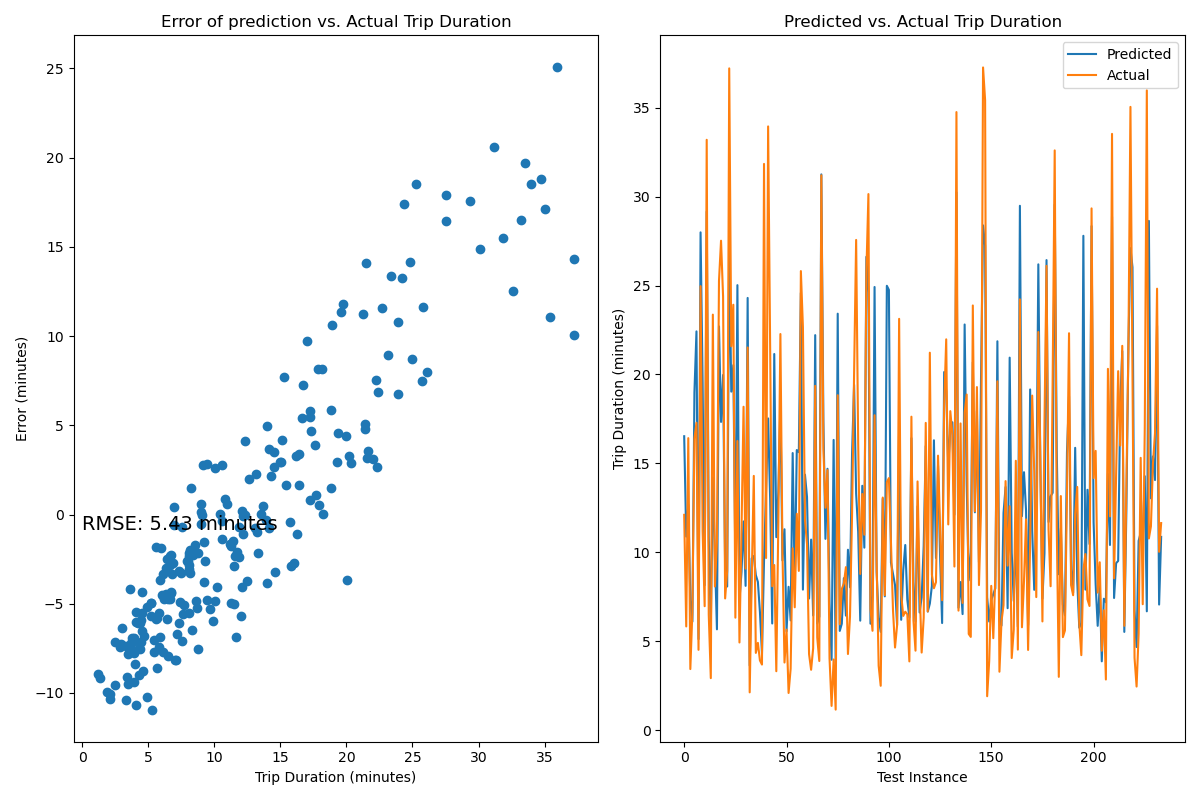 Error of prediction vs. Actual Trip Duration
25
20
15
10
5
0
−5
−10
Error (minutes)
RMSE: 5.43 minutes
0 5 10 15 20 25 30 35
Trip Duration (minutes)
Predicted vs. Actual Trip Duration
Predicted
Actual
35
30
25
20
15
10
5
0
Trip Duration (minutes)
0 50 100 150 200
Test Instance